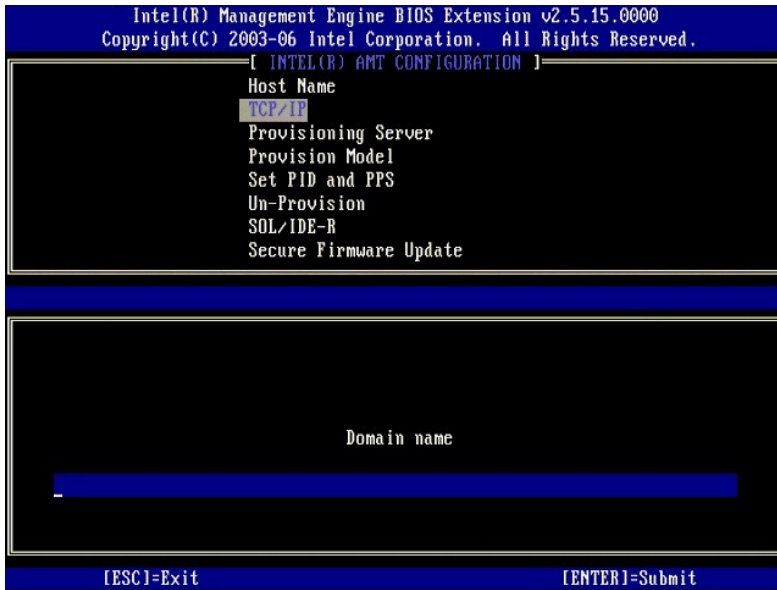 Intel(R) Management Engine BIOS Extension v2.5.15.0000
Copyright(C) 2003-06 Intel Corporation. All Rights Reserved.
[ INTEL(R) AMT CONFIGURATION ]
Host Name
TCP/IP
Provisioning Server
Provision Model
Set PID and PPS
Un-Provision
SOL/IDE-R
Secure Firmware Update
Domain name
_
[ESC]=Exit [ENTER]=Submit